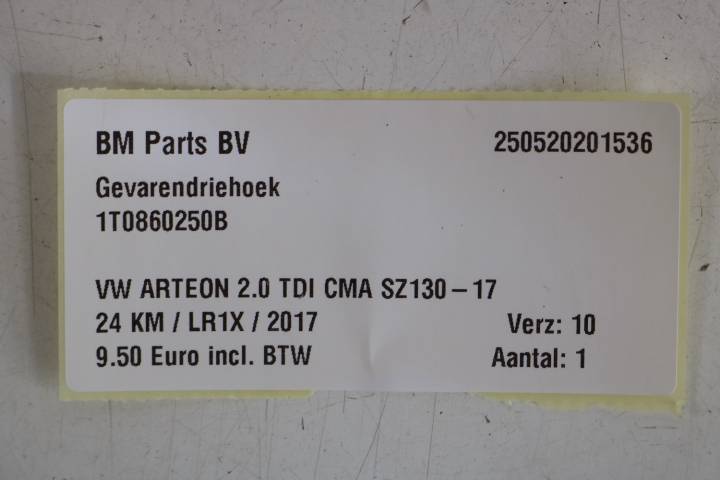 BM Parts BV 250520201536
Gevarendriehoek
1T0860250B
VW ARTEON 2.0 TDI CMA SZ130-17
24 KM / LR1X / 2017 Verz: 10
9.50 Euro incl. BTW Aantal: 1